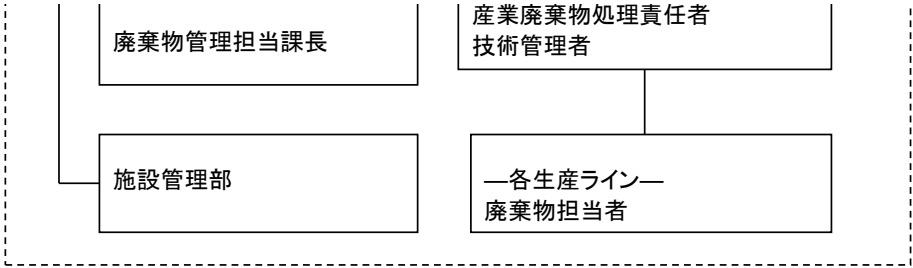 産業廃棄物処理責任者
廃棄物管理担当課長
技術管理者
施設管理部
―各生産ライン―
廃棄物担当者